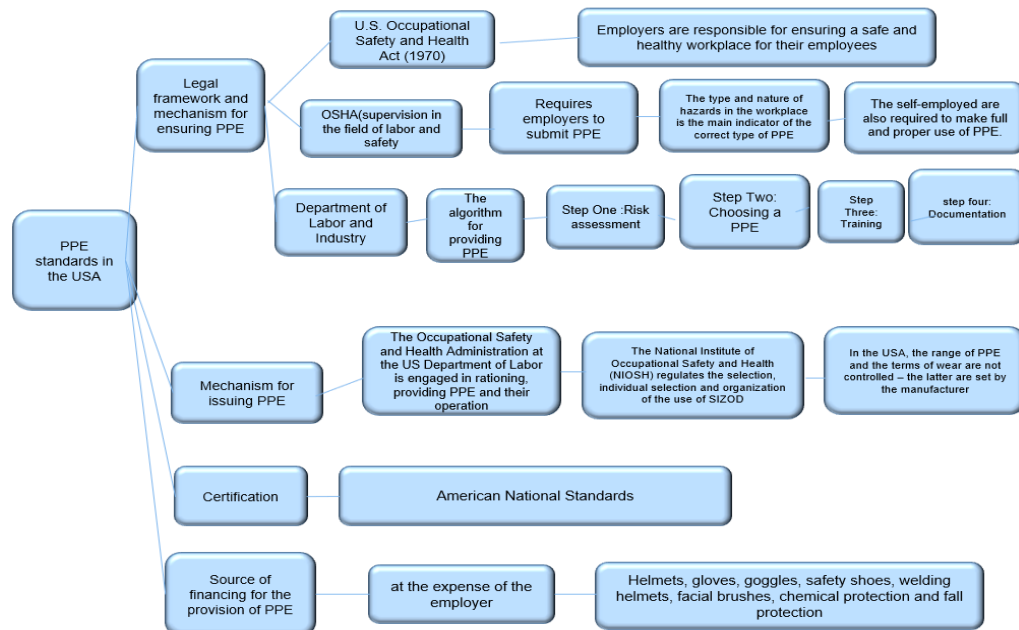 PPE
standards in
the USA
Legal
framework and
mechanism for
ensuring PPE
U.S. Occupational
Safety and Health
Act (1970)
Employers are responsible for ensuring a safe and
healthy workplace for their employees
OSHA(supervision in
the field of labor and
safety
Requires
employers to
submit PPE
The type and nature of
hazards in the workplace
is the main indicator of the
correct type of PPE
The self-employed are
also required to make full
and proper use of PPE.
Department of
Labor and
Industry
The
algorithm
for
providing
PPE
Step One :Risk
assessment
Step Two:
Choosing a
PPE
Step
Three:
Training
step four:
Documentation
Mechanism for
issuing PPE
The Occupational Safety
and Health Administration at
the US Department of Labor
is engaged in rationing,
providing PPE and their
operation
The National Institute of
Occupational Safety and Health
(NIOSH) regulates the selection,
individual selection and organization
of the use of SIZOD
In the USA, the range of PPE
and the terms of wear are not
controlled – the latter are set by
the manufacturer
Certification
American National Standards
Source of
financing for the
provision of PPE
at the expense of the
employer
Helmets, gloves, goggles, safety shoes, welding
helmets, facial brushes, chemical protection and fall
protection